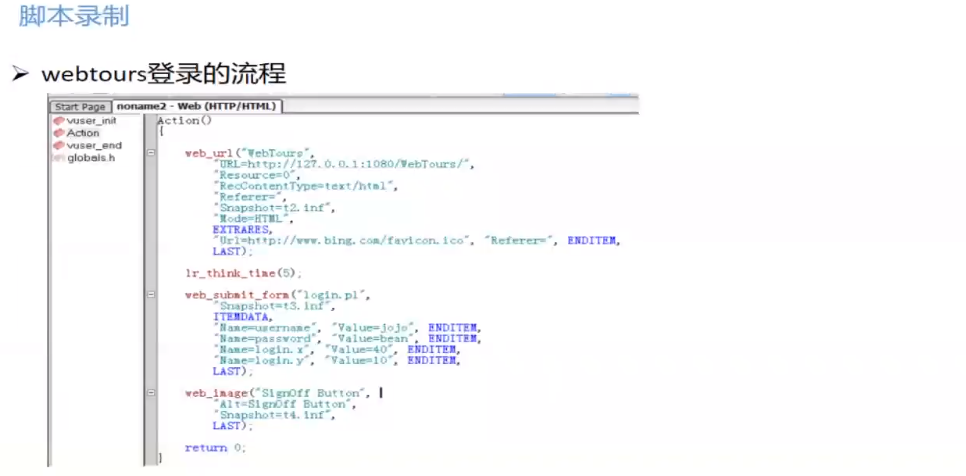 脚本录制
➢ webtours登录的流程
Start Page noname2 - Web (HTTP/HTML)
vuser_init
Action
vuser_end
globals.h
Action()
{
web_url("WebTours",
"URL=http://127.0.0.1:1080/WebTours/",
"Resource=0",
"RecContentType=text/html",
"Referer=",
"Snapshot=t2.inf",
"Mode=HTML",
EXTRARES,
"Url=http://www.bing.com/favicon.ico", "Referer=", ENDITEM,
LAST);
lr_think_time(5);
web_submit_form("login.pl",
"Snapshot=t3.inf",
ITEMDATA,
"Name=username", "Value=jojo", ENDITEM,
"Name=password", "Value=bean", ENDITEM,
"Name=login.x", "Value=40", ENDITEM,
"Name=login.y", "Value=10", ENDITEM,
LAST);
web_image("SignOff Button",
"Alt=SignOff Button",
"Snapshot=t4.inf",
LAST);
return 0;
}